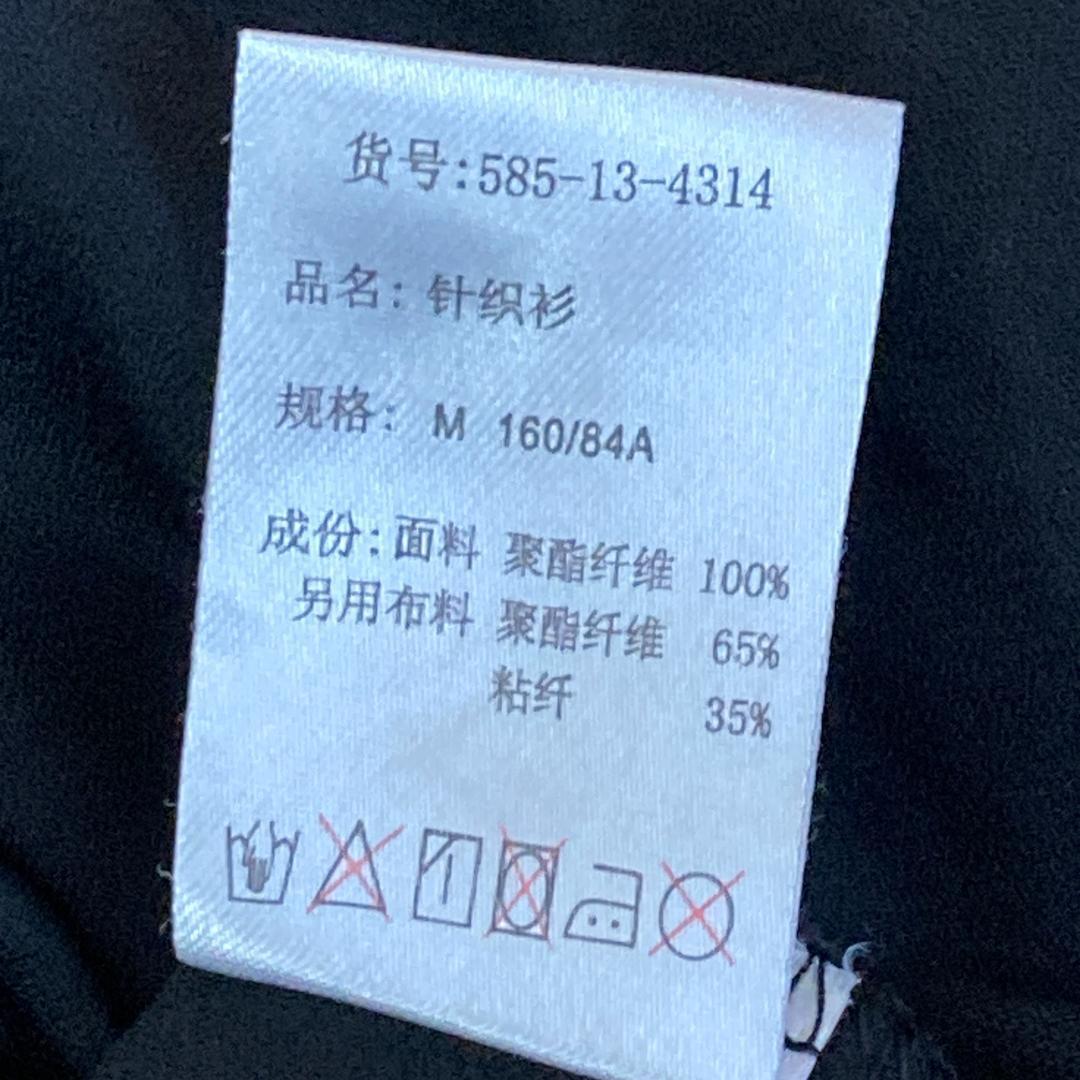 货号:585-13-4314
品名: 针织衫
规格: M 160/84A
成份:面料 聚酯纤维 100%
另用布料 聚酯纤维 65%
粘纤 35%